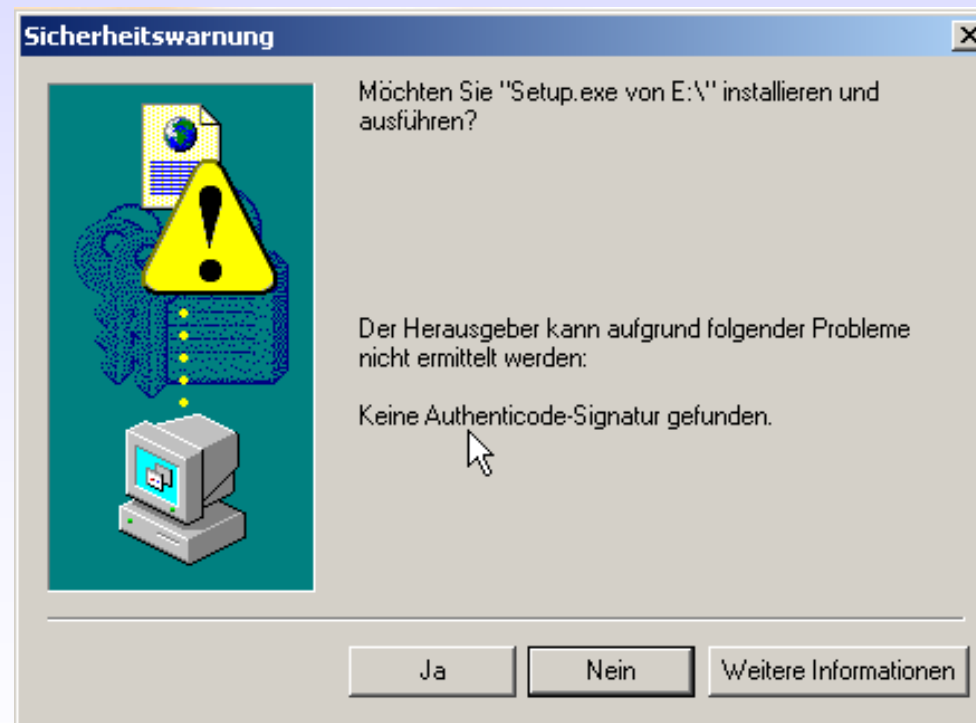 Sicherheitswarnung
Möchten Sie "Setup.exe von E:\" installieren und
ausführen?
Der Herausgeber kann aufgrund folgender Probleme
nicht ermittelt werden:
Keine Authenticode-Signatur gefunden.
Ja
Nein
Weitere Informationen